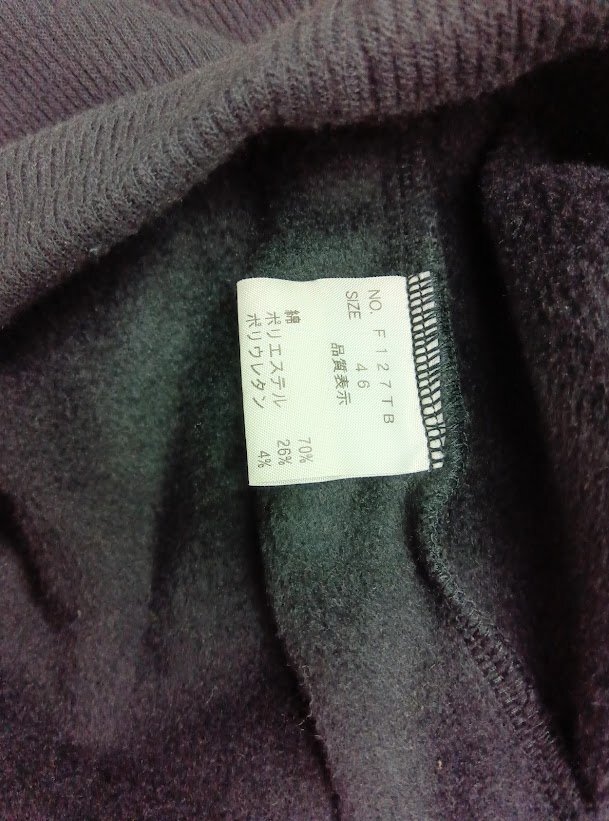 NO. F127TB
SIZE 46
品質表示
綿 70%
ポリエステル 26%
ポリウレタン 4%